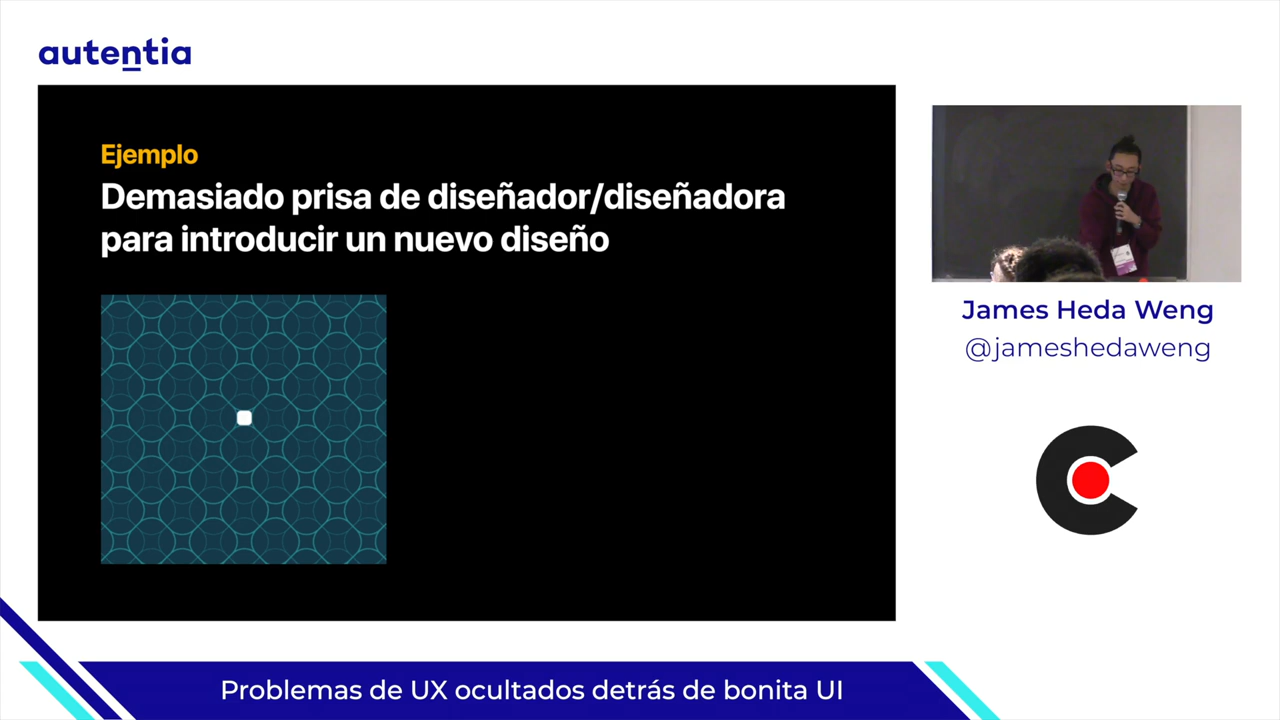 autentia
Ejemplo
Demasiado prisa de diseñador/diseñadora
para introducir un nuevo diseño
James Heda Weng
@jameshedaweng
Problemas de UX ocultados detrás de bonita UI